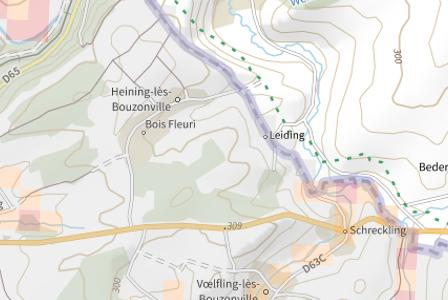 D65
300
Heining-lès-
Bouzonville
Bois Fleuri
Leiding
Beder
309
Schreckling
D63C
300
Vœlfling-lès-
Bouzonville